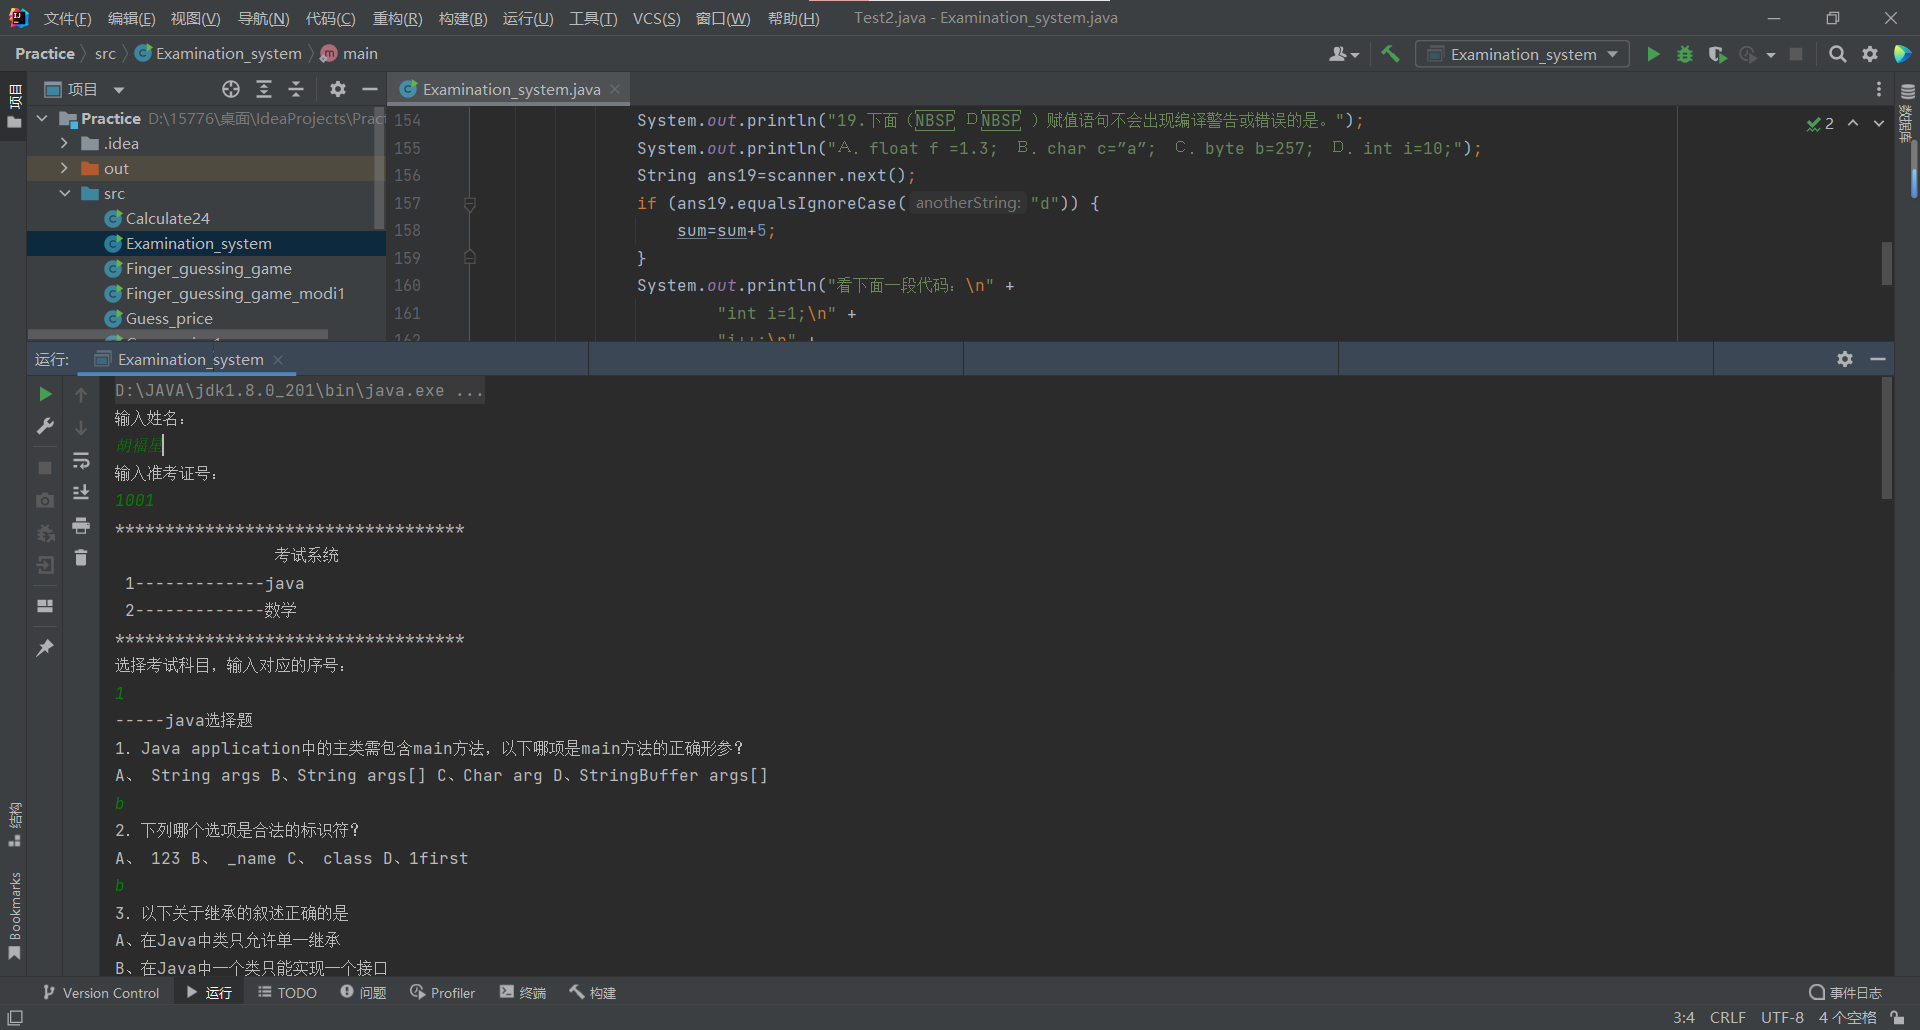 文件(F) 编辑(E) 视图(V) 导航(N) 代码(C) 重构(R) 构建(B) 运行(U) 工具(T) VCS(S) 窗口(W) 帮助(H) Test2.java - Examination_system.java
Practice src Examination_system main Examination_system
项目 Examination_system.java
Practice D:\15776\桌面\IdeaProjects\Pract
.idea
out
src
Calculate24
Examination_system
Finger_guessing_game
Finger_guessing_game_modi1
Guess_price
项目
数据库
2
154 System.out.println("19.下面（NBSP D NBSP ）赋值语句不会出现编译警告或错误的是。");
155 System.out.println("A．float f =1.3; B．char c=”a”; C．byte b=257; D．int i=10;");
156 String ans19=scanner.next();
157 if (ans19.equalsIgnoreCase( anotherString: "d")) {
158 sum=sum+5;
159 }
160 System.out.println("看下面一段代码：\n" +
161 "int i=1;\n" +
162 "i++;\n" +
运行: Examination_system
D:\JAVA\jdk1.8.0_201\bin\java.exe ...
输入姓名：
胡福星
输入准考证号：
1001
***********************************
考试系统
1-------------java
2-------------数学
***********************************
选择考试科目，输入对应的序号：
1
-----java选择题
1. Java application中的主类需包含main方法，以下哪项是main方法的正确形参？
A、 String args B、String args[] C、Char arg D、StringBuffer args[]
b
2. 下列哪个选项是合法的标识符？
A、 123 B、 _name C、 class D、1first
b
3. 以下关于继承的叙述正确的是
A、在Java中类只允许单一继承
B、在Java中一个类只能实现一个接口
结构
Bookmarks
Version Control 运行 TODO 问题 Profiler 终端 构建 事件日志
3:4 CRLF UTF-8 4 个空格